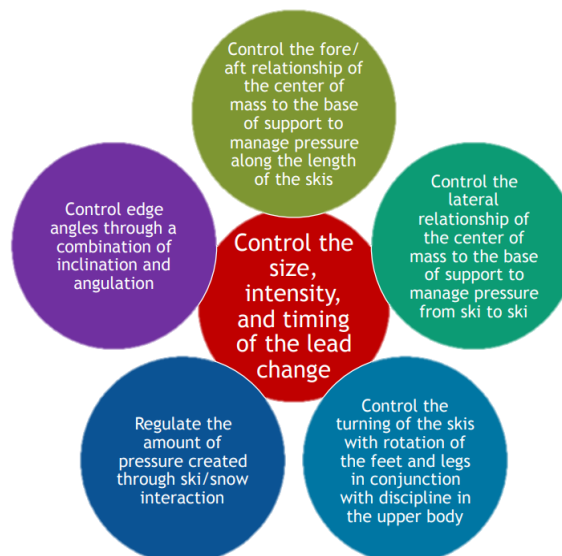 Control the fore/
aft relationship of
the center of
mass to the base
of support to
manage pressure
along the length
of the skis
Control the
lateral
relationship of
the center of
mass to the base
of support to
manage pressure
from ski to ski
Control the
turning of the skis
with rotation of
the feet and legs
in conjunction
with discipline in
the upper body
Regulate the
amount of
pressure created
through ski/snow
interaction
Control edge
angles through a
combination of
inclination and
angulation
Control the
size,
intensity,
and timing
of the lead
change